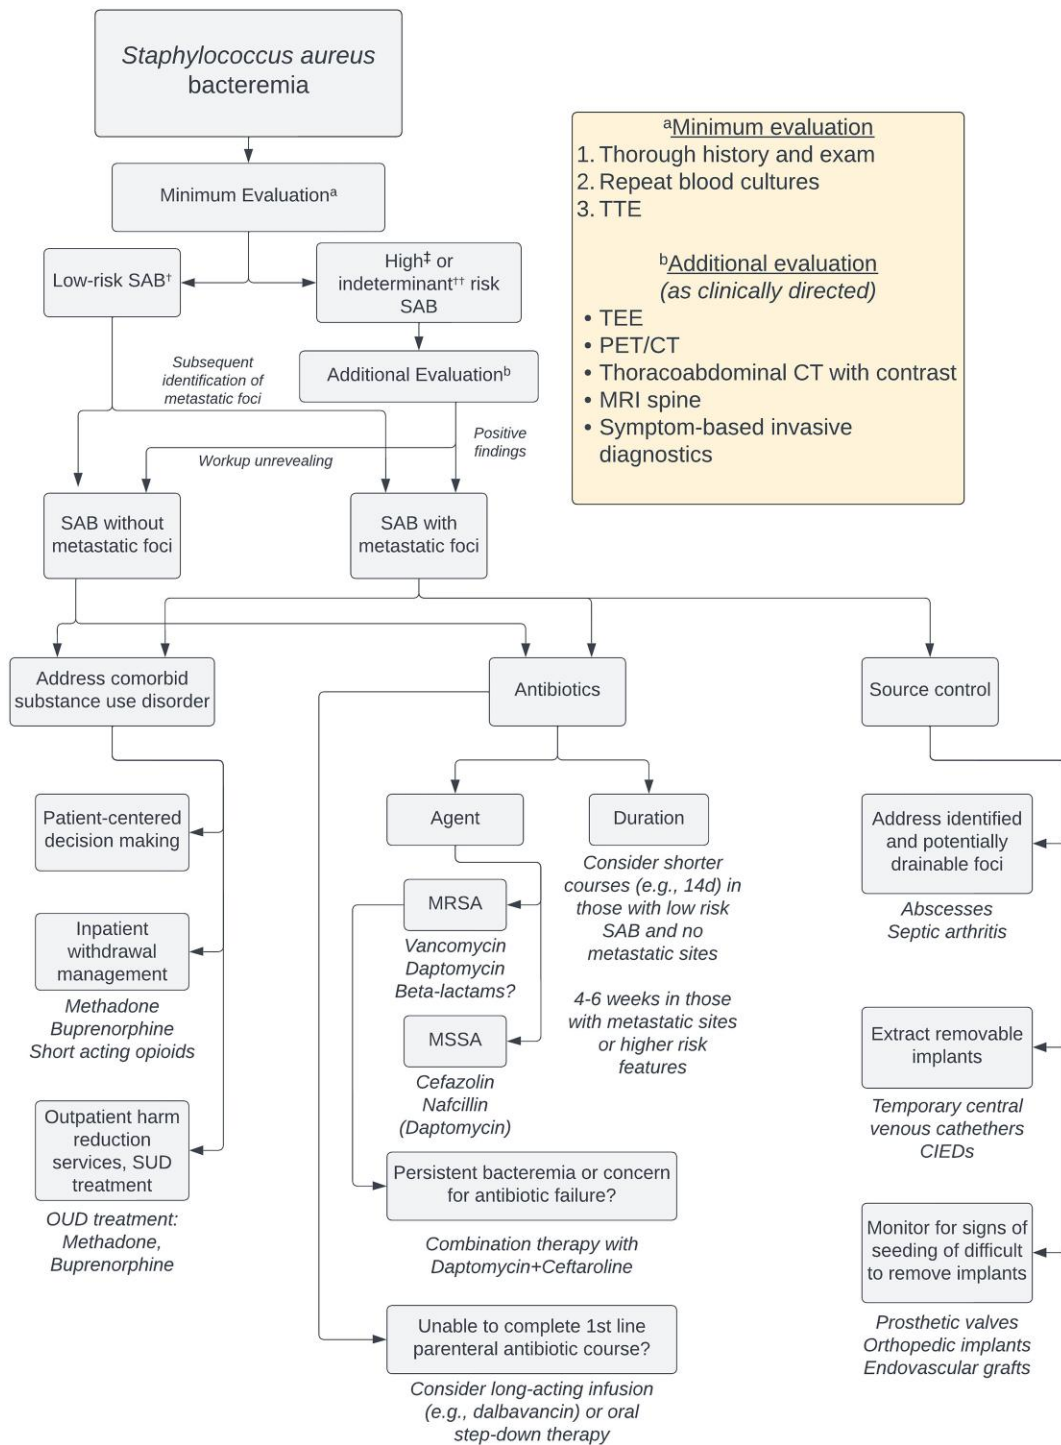 Staphylococcus aureus
bacteremia
Minimum Evaluationᵃ
Low-risk SAB†
High‡ or
indeterminant†† risk
SAB
Additional Evaluationᵇ
Subsequent
identification of
metastatic foci
Workup unrevealing
Positive
findings
ᵃMinimum evaluation
1. Thorough history and exam
2. Repeat blood cultures
3. TTE
ᵇAdditional evaluation
(as clinically directed)
• TEE
• PET/CT
• Thoracoabdominal CT with contrast
• MRI spine
• Symptom-based invasive
diagnostics
SAB without
metastatic foci
SAB with
metastatic foci
Address comorbid
substance use disorder
Patient-centered
decision making
Inpatient
withdrawal
management
Methadone
Buprenorphine
Short acting opioids
Outpatient harm
reduction
services, SUD
treatment
OUD treatment:
Methadone,
Buprenorphine
Antibiotics
Agent
MRSA
Vancomycin
Daptomycin
Beta-lactams?
MSSA
Cefazolin
Nafcillin
(Daptomycin)
Duration
Consider shorter
courses (e.g., 14d) in
those with low risk
SAB and no
metastatic sites
4-6 weeks in those
with metastatic sites
or higher risk
features
Persistent bacteremia or concern
for antibiotic failure?
Combination therapy with
Daptomycin+Ceftaroline
Unable to complete 1st line
parenteral antibiotic course?
Consider long-acting infusion
(e.g., dalbavancin) or oral
step-down therapy
Source control
Address identified
and potentially
drainable foci
Abscesses
Septic arthritis
Extract removable
implants
Temporary central
venous cathethers
CIEDs
Monitor for signs of
seeding of difficult
to remove implants
Prosthetic valves
Orthopedic implants
Endovascular grafts